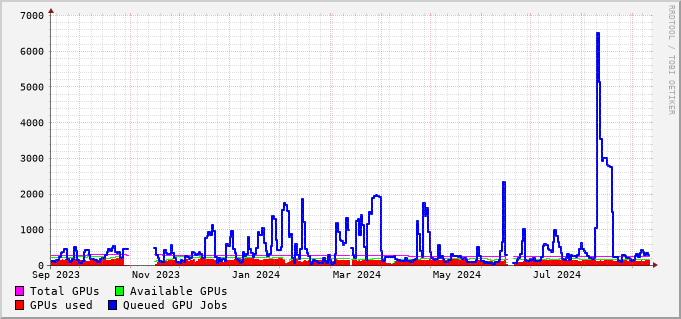 7000
6000
5000
4000
3000
2000
1000
0
Sep 2023 Nov 2023 Jan 2024 Mar 2024 May 2024 Jul 2024
Total GPUs Available GPUs
GPUs used Queued GPU Jobs
RRDTOOL / TOBI OETIKER